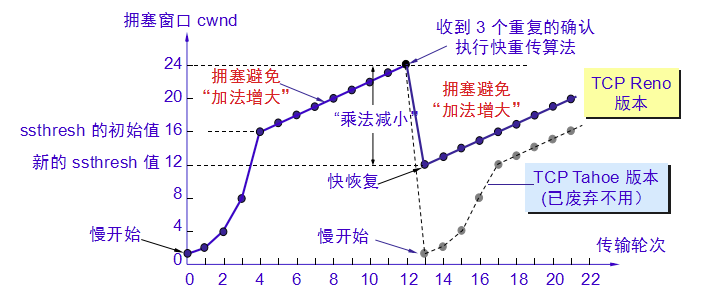 拥塞窗口 cwnd
收到 3 个重复的确认
执行快重传算法
24
20
16
12
8
4
0
ssthresh 的初始值
新的 ssthresh 值
拥塞避免
“加法增大”
“乘法减小”
拥塞避免
“加法增大”
TCP Reno
版本
快恢复
TCP Tahoe 版本
(已废弃不用)
慢开始
慢开始
传输轮次
0 2 4 6 8 10 12 14 16 18 20 22